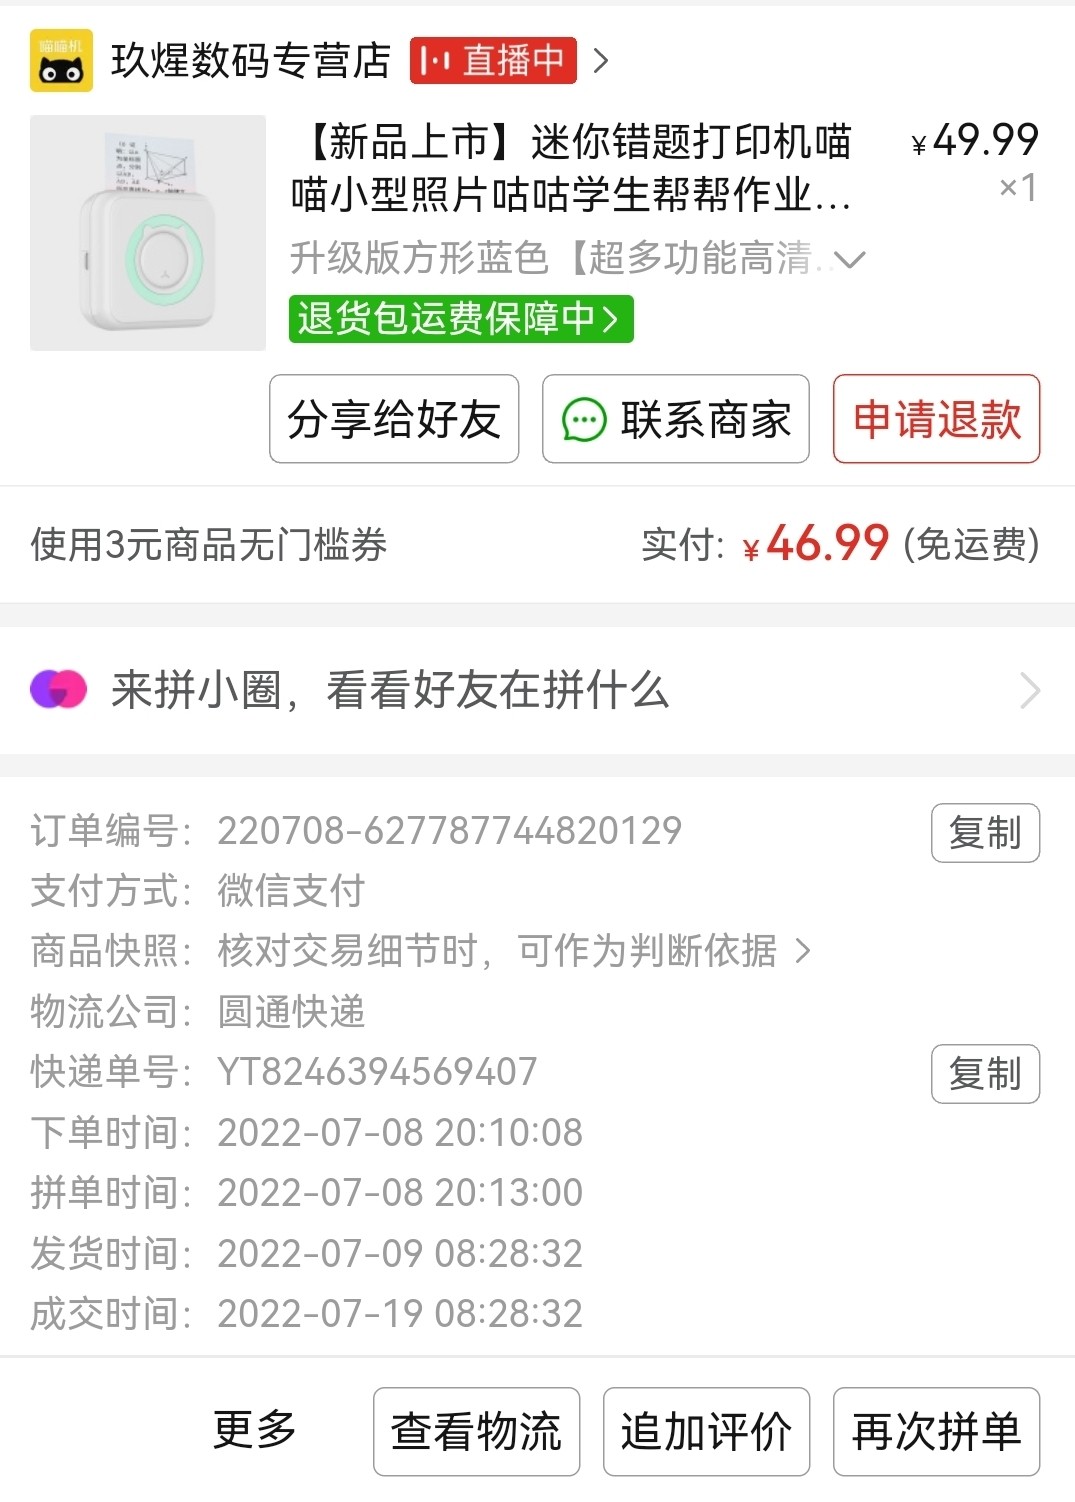 喵喵机
玖煋数码专营店 直播中
【新品上市】迷你错题打印机喵
¥49.99
喵小型照片咕咕学生帮帮作业...
×1
升级版方形蓝色【超多功能高清...
退货包运费保障中
分享给好友 联系商家 申请退款
使用3元商品无门槛券 实付: ¥46.99 (免运费)
来拼小圈，看看好友在拼什么
订单编号: 220708-627787744820129 复制
支付方式: 微信支付
商品快照: 核对交易细节时，可作为判断依据
物流公司: 圆通快递
快递单号: YT8246394569407 复制
下单时间: 2022-07-08 20:10:08
拼单时间: 2022-07-08 20:13:00
发货时间: 2022-07-09 08:28:32
成交时间: 2022-07-19 08:28:32
更多 查看物流 追加评价 再次拼单